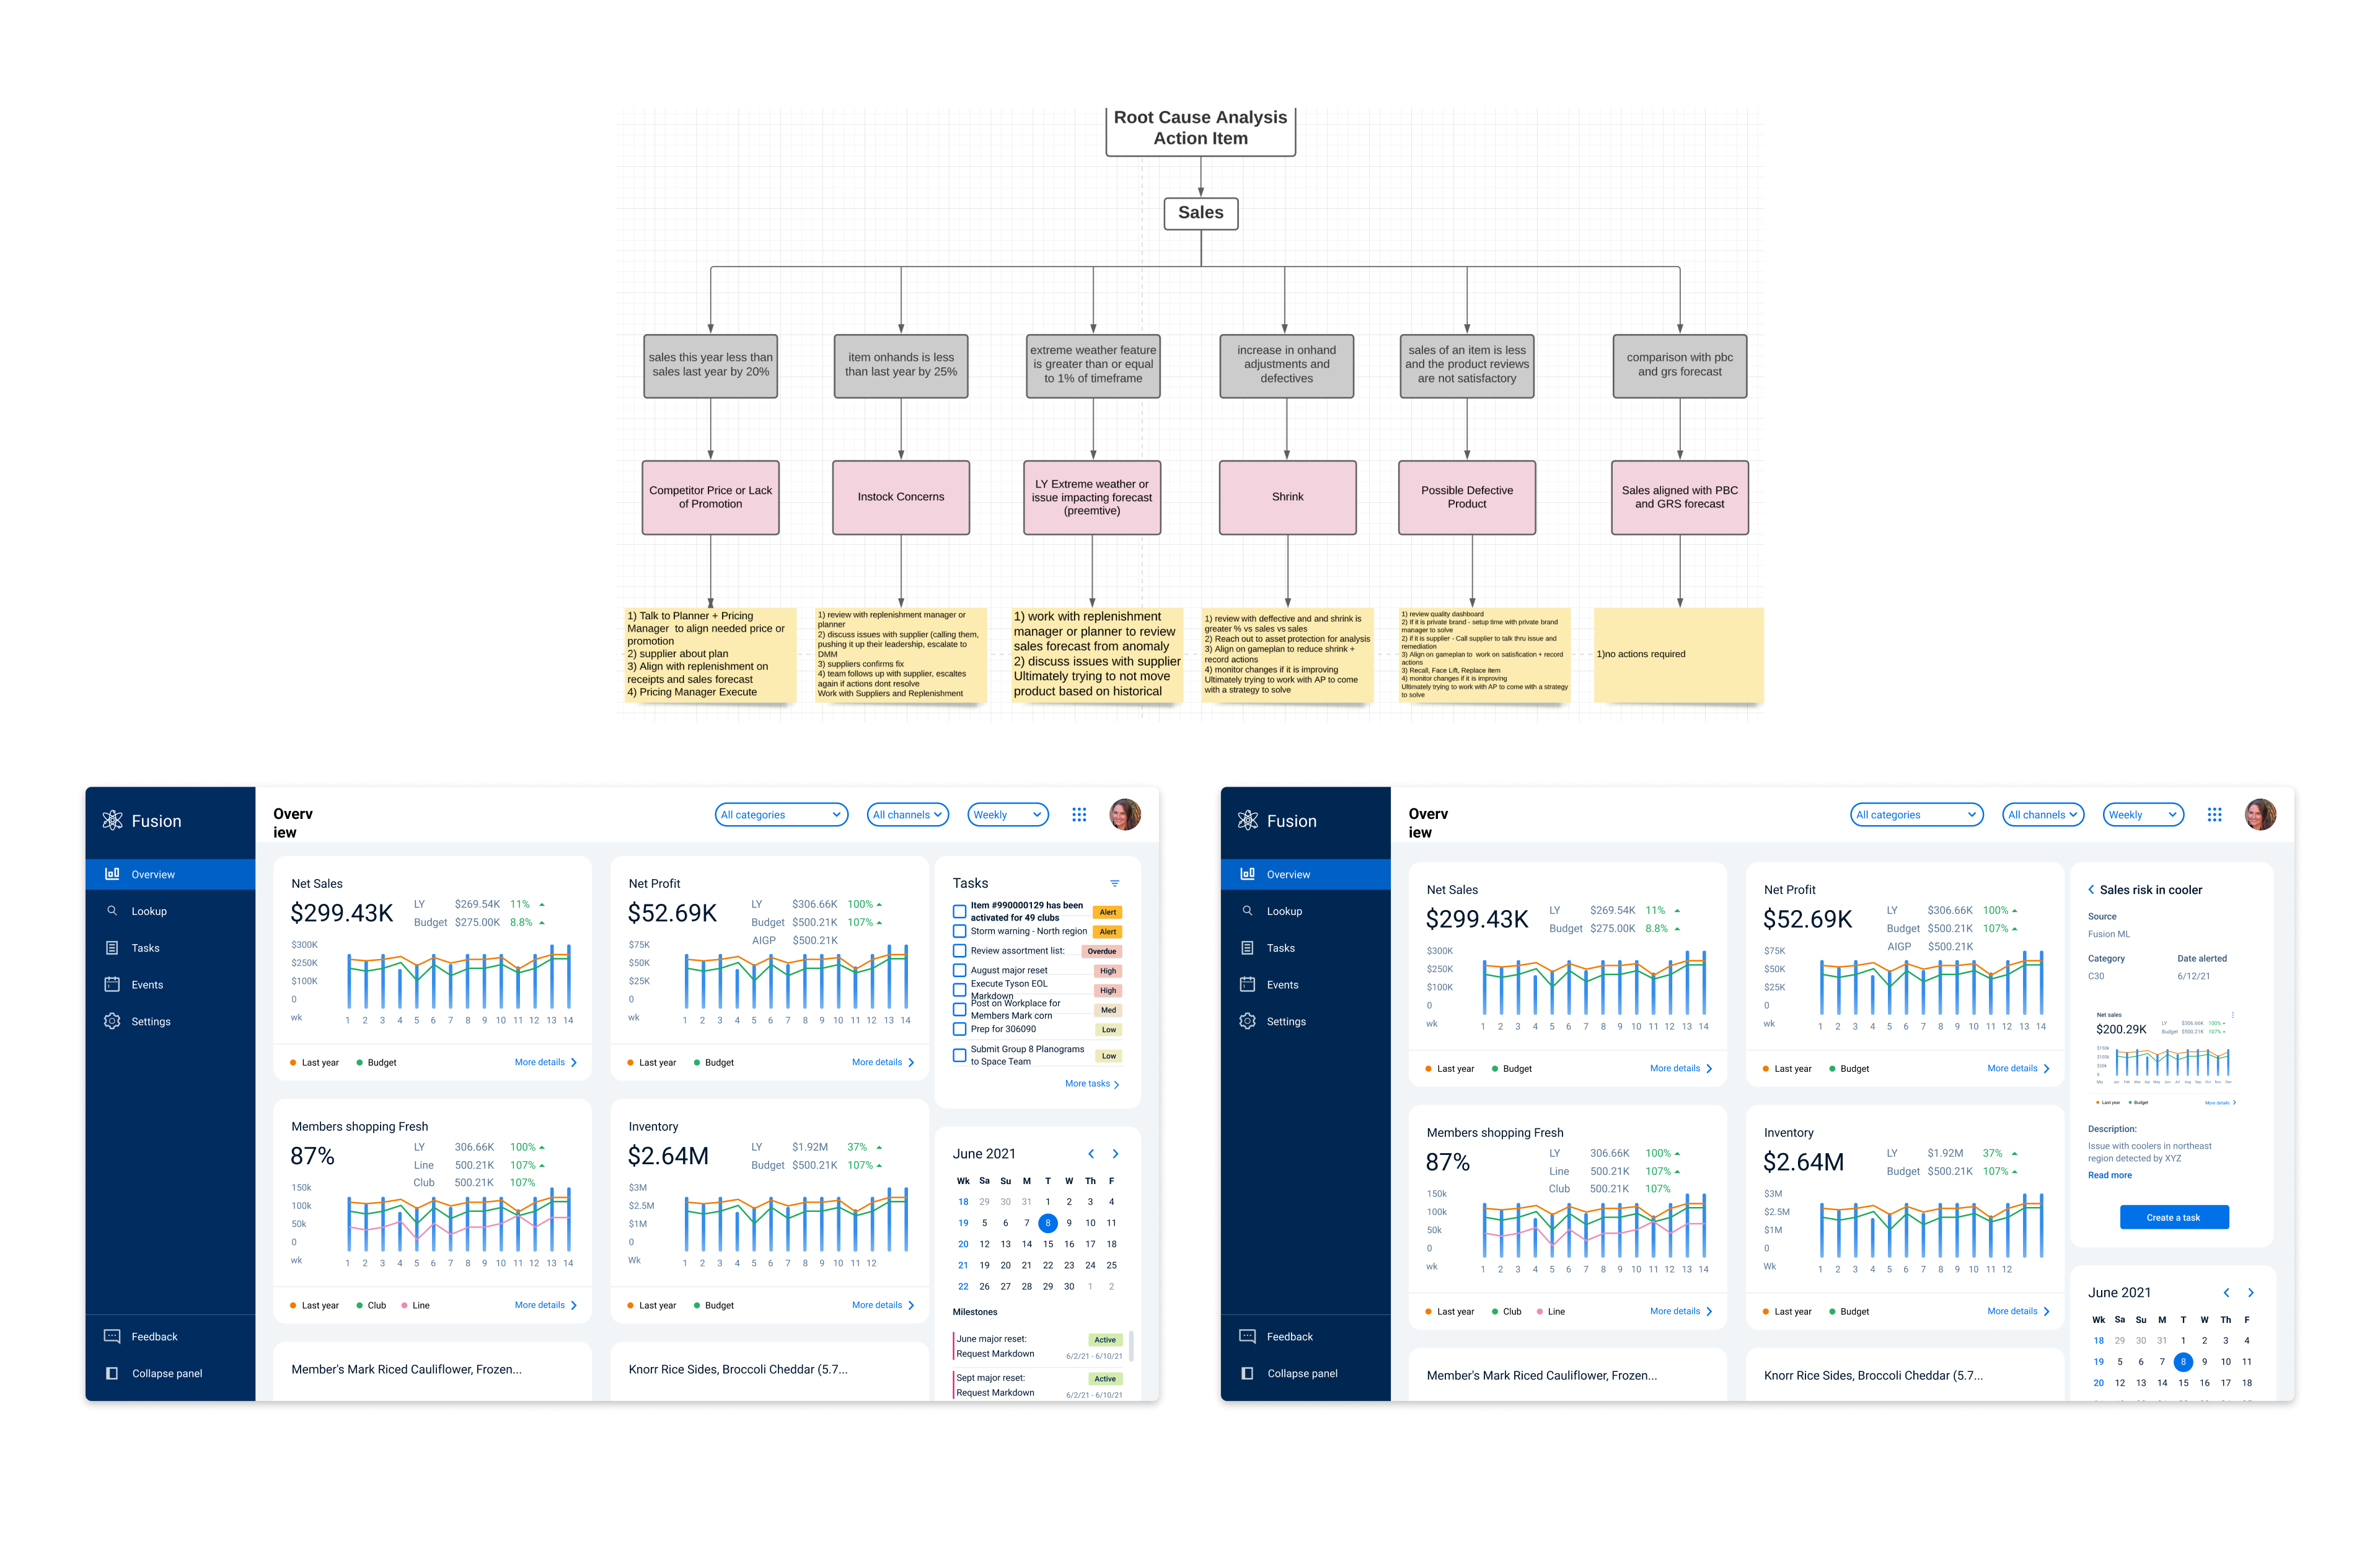 Root Cause Analysis
Action Item
Sales
sales this year less than
sales last year by 20%
item onhands is less
than last year by 25%
extreme weather feature
is greater than or equal
to 1% of timeframe
increase in onhand
adjustments and
defectives
sales of an item is less
and the product reviews
are not satisfactory
comparison with pbc
and grs forecast
Competitor Price or Lack
of Promotion
Instock Concerns
LY Extreme weather or
issue impacting forecast
(preemtive)
Shrink
Possible Defective
Product
Sales aligned with PBC
and GRS forecast
1) Talk to Planner + Pricing
Manager to align needed price or
promotion
2) supplier about plan
3) Align with replenishment on
receipts and sales forecast
4) Pricing Manager Execute
1) review with replenishment manager or
planner
2) discuss issues with supplier (calling them,
pushing it up their leadership, escalate to
DMM
3) suppliers confirms fix
4) team follows up with supplier, escaltes
again if actions dont resolve
Work with Suppliers and Replenishment
1) work with replenishment
manager or planner to review
sales forecast from anomaly
2) discuss issues with supplier
Ultimately trying to not move
product based on historical
1) review with deffective and and shrink is
greater % vs sales vs sales
2) Reach out to asset protection for analysis
3) Align on gameplan to reduce shrink +
record actions
4) monitor changes if it is improving
Ultimately trying to work with AP to come
with a strategy to solve
1) review quality dashboard
2) If it is private brand - setup time with private brand
manager to solve
2) if it is supplier - Call supplier to talk thru issue and
remediation
3) Align on gameplan to work on satisfication + record
actions
3) Recall, Face Lift, Replace item
4) monitor changes if it is improving
Ultimately trying to work with AP to come with a strategy
to solve
1)no actions required
Fusion
Overview
Lookup
Tasks
Events
Settings
Feedback
Collapse panel
Overv
iew
All categories
All channels
Weekly
Net Sales
$299.43K
LY $269.54K 11%
Budget $275.00K 8.8%
$300K
$250K
$100K
0
wk 1 2 3 4 5 6 7 8 9 10 11 12 13 14
Last year Budget More details
Net Profit
$52.69K
LY $306.66K 100%
Budget $500.21K 107%
AIGP $500.21K
$75K
$50K
$25K
0
wk 1 2 3 4 5 6 7 8 9 10 11 12 13 14
Last year Budget More details
Members shopping Fresh
87%
LY 306.66K 100%
Line 500.21K 107%
Club 500.21K 107%
150k
100k
50k
0
wk 1 2 3 4 5 6 7 8 9 10 11 12 13 14
Last year Club Line More details
Inventory
$2.64M
LY $1.92M 37%
Budget $500.21K 107%
$3M
$2.5M
$1M
0
Wk 1 2 3 4 5 6 7 8 9 10 11 12
Last year Budget More details
Member's Mark Riced Cauliflower, Frozen...
Knorr Rice Sides, Broccoli Cheddar (5.7...
Tasks
Item #990000129 has been
activated for 49 clubs Alert
Storm warning - North region Alert
Review assortment list: Overdue
August major reset High
Execute Tyson EOL
Markdown High
Post on Workplace for
Members Mark corn Med
Prep for 306090 Low
Submit Group 8 Planograms
to Space Team Low
More tasks
June 2021
Wk Sa Su M T W Th F
18 29 30 31 1 2 3 4
19 5 6 7 8 9 10 11
20 12 13 14 15 16 17 18
21 19 20 21 22 23 24 25
22 26 27 28 29 30 1 2
Milestones
June major reset: Active
Request Markdown 6/2/21 - 6/10/21
Sept major reset: Active
Request Markdown 6/2/21 - 6/10/21
Fusion
Overview
Lookup
Tasks
Events
Settings
Feedback
Collapse panel
Overv
iew
All categories
All channels
Weekly
Net Sales
$299.43K
LY $269.54K 11%
Budget $275.00K 8.8%
$300K
$250K
$100K
0
wk 1 2 3 4 5 6 7 8 9 10 11 12 13 14
Last year Budget More details
Net Profit
$52.69K
LY $306.66K 100%
Budget $500.21K 107%
AIGP $500.21K
$75K
$50K
$25K
0
wk 1 2 3 4 5 6 7 8 9 10 11 12 13 14
Last year Budget More details
Members shopping Fresh
87%
LY 306.66K 100%
Line 500.21K 107%
Club 500.21K 107%
150k
100k
50k
0
wk 1 2 3 4 5 6 7 8 9 10 11 12 13 14
Last year Club Line More details
Inventory
$2.64M
LY $1.92M 37%
Budget $500.21K 107%
$3M
$2.5M
$1M
0
Wk 1 2 3 4 5 6 7 8 9 10 11 12
Last year Budget More details
Member's Mark Riced Cauliflower, Frozen...
Knorr Rice Sides, Broccoli Cheddar (5.7...
Sales risk in cooler
Source
Fusion ML
Category Date alerted
C30 6/12/21
Net sales
$200.29K
LY $306.66K 100%
Budget $500.21K 107%
$150k
$100k
$50k
0
Mo Jan Feb Mar Apr May Jun Jul Aug Sep Oct Nov Dec
Last year Budget More details
Description:
Issue with coolers in northeast
region detected by XYZ
Read more
Create a task
June 2021
Wk Sa Su M T W Th F
18 29 30 31 1 2 3 4
19 5 6 7 8 9 10 11
20 12 13 14 15 16 17 18